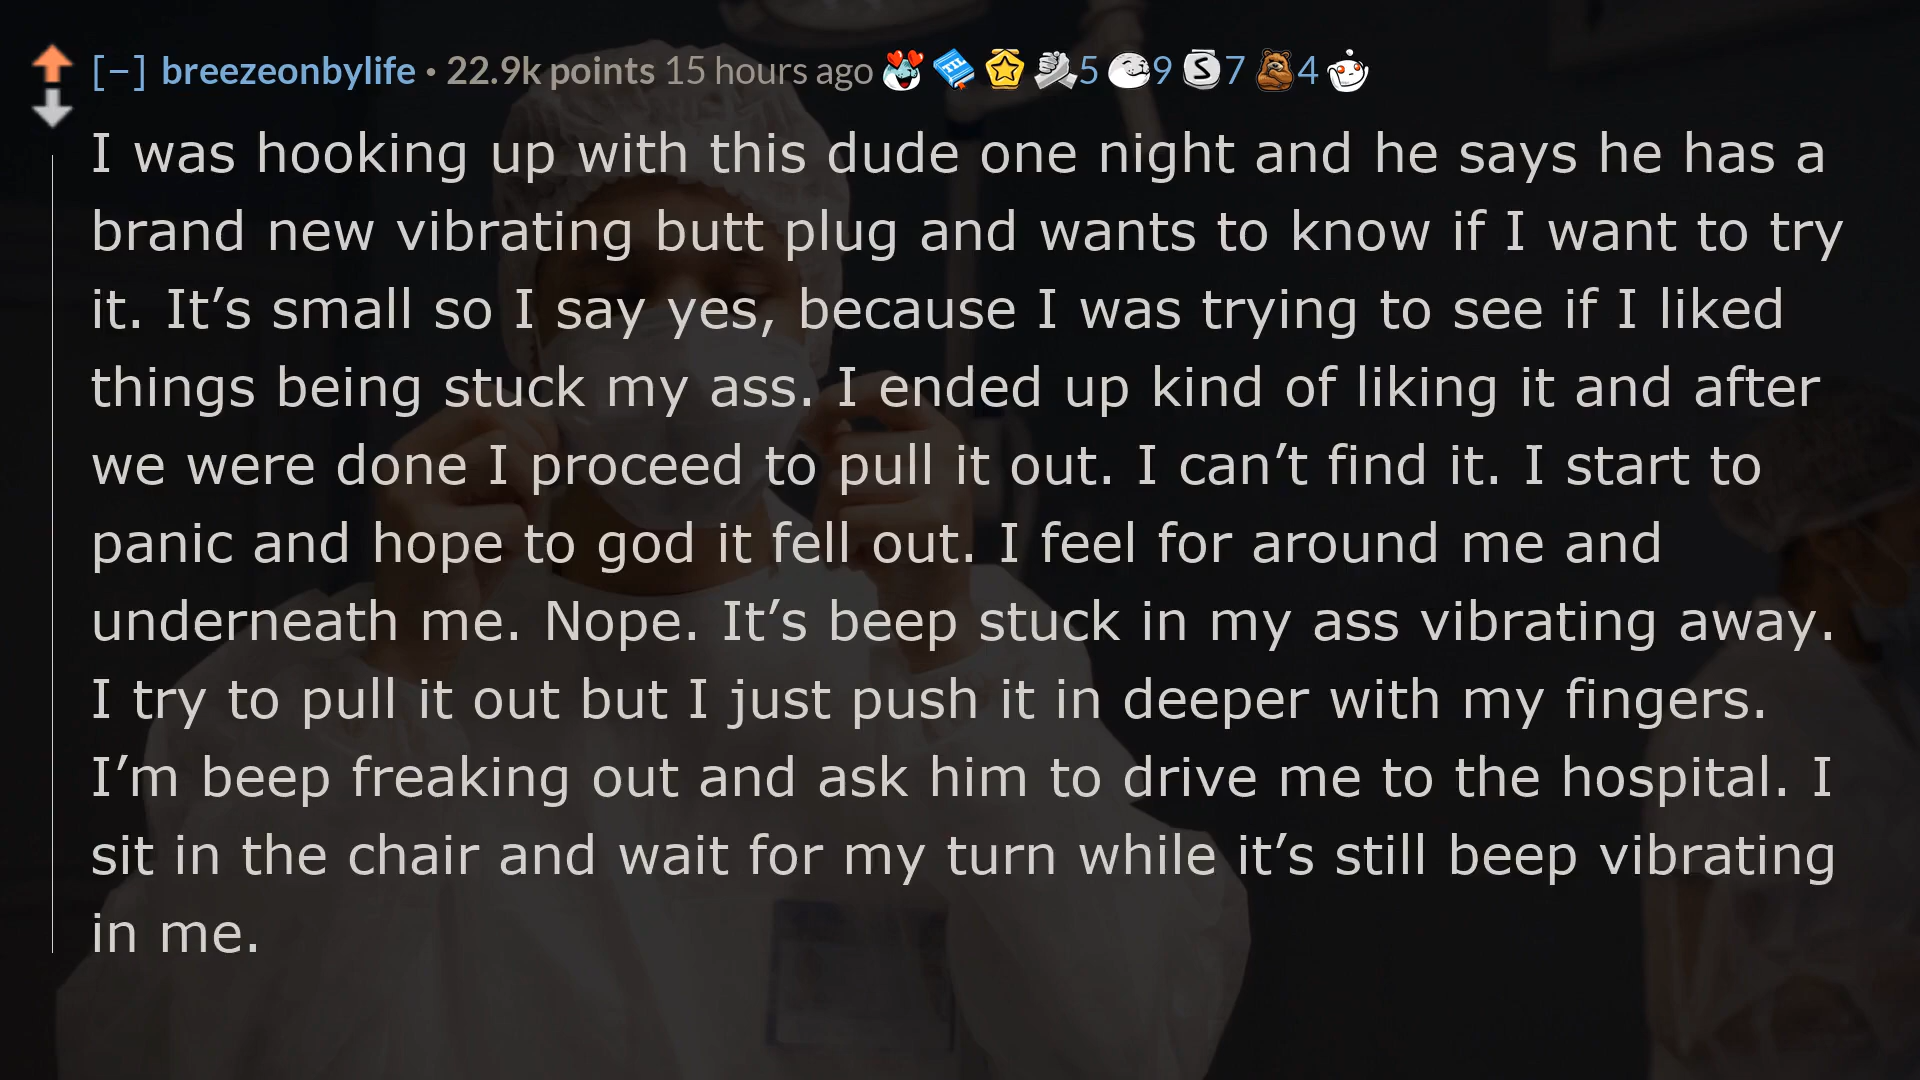 [–] breezeonbylife • 22.9k points 15 hours ago 5 9 S 7 4
I was hooking up with this dude one night and he says he has a
brand new vibrating butt plug and wants to know if I want to try
it. It’s small so I say yes, because I was trying to see if I liked
things being stuck my ass. I ended up kind of liking it and after
we were done I proceed to pull it out. I can’t find it. I start to
panic and hope to god it fell out. I feel for around me and
underneath me. Nope. It’s beep stuck in my ass vibrating away.
I try to pull it out but I just push it in deeper with my fingers.
I’m beep freaking out and ask him to drive me to the hospital. I
sit in the chair and wait for my turn while it’s still beep vibrating
in me.